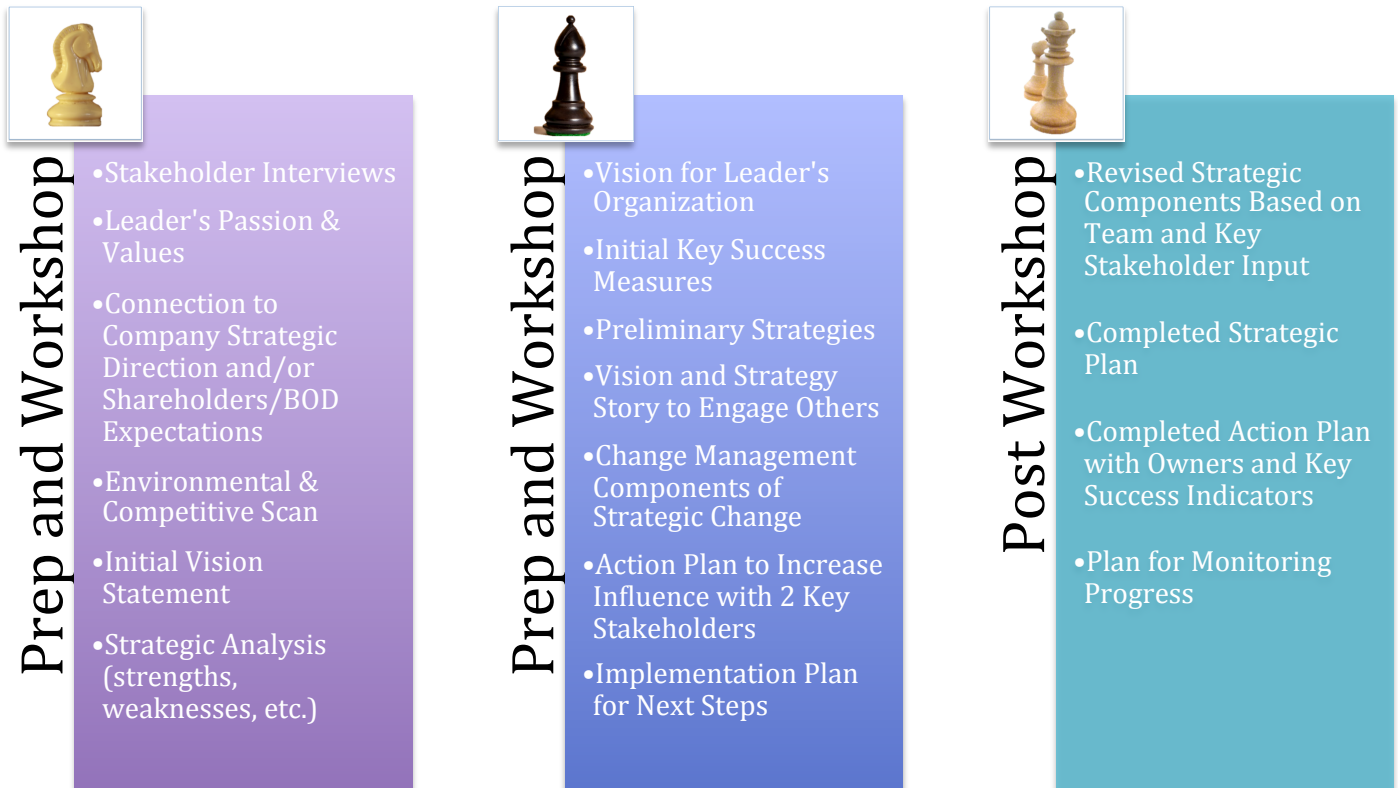 Prep and Workshop
•Stakeholder Interviews
•Leader's Passion &
Values
•Connection to
Company Strategic
Direction and/or
Shareholders/BOD
Expectations
•Environmental &
Competitive Scan
•Initial Vision
Statement
•Strategic Analysis
(strengths,
weaknesses, etc.)
Prep and Workshop
•Vision for Leader's
Organization
•Initial Key Success
Measures
•Preliminary Strategies
•Vision and Strategy
Story to Engage Others
•Change Management
Components of
Strategic Change
•Action Plan to Increase
Influence with 2 Key
Stakeholders
•Implementation Plan
for Next Steps
Post Workshop
•Revised Strategic
Components Based on
Team and Key
Stakeholder Input
•Completed Strategic
Plan
•Completed Action Plan
with Owners and Key
Success Indicators
•Plan for Monitoring
Progress